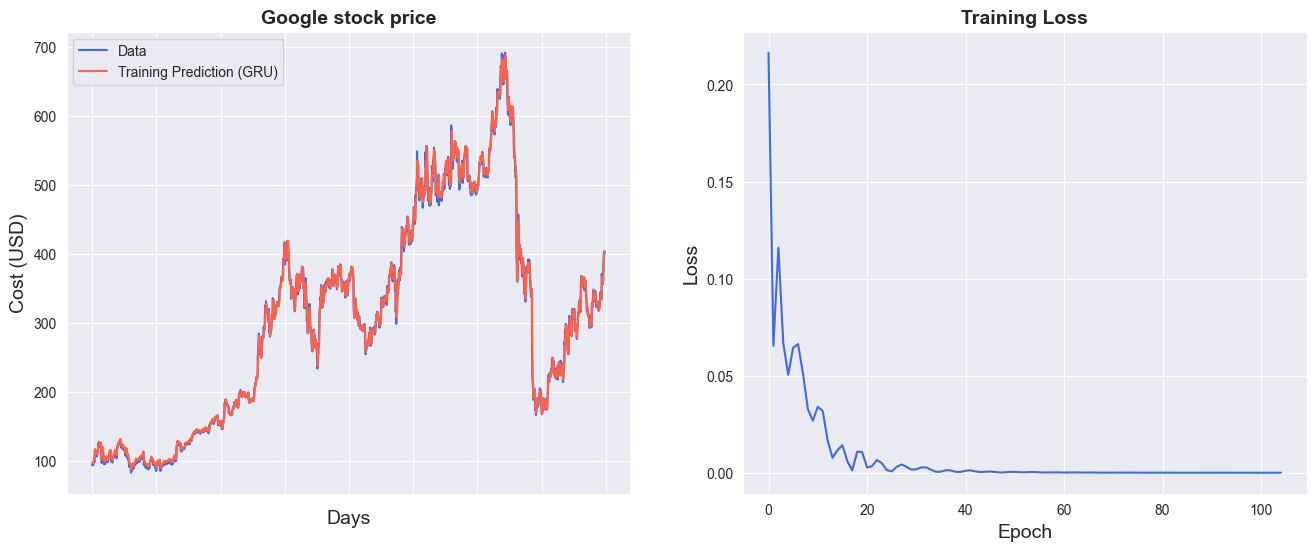 Google stock price
Data
Training Prediction (GRU)
700
600
500
400
300
200
100
Cost (USD)
Days
Training Loss
0.20
0.15
0.10
0.05
0.00
Loss
0
20
40
60
80
100
Epoch